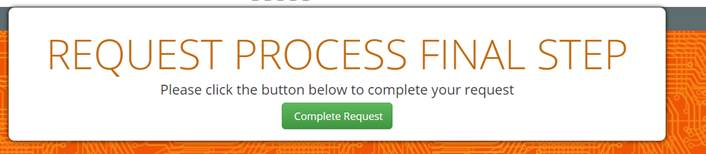 REQUEST PROCESS FINAL STEP
Please click the button below to complete your request
Complete Request